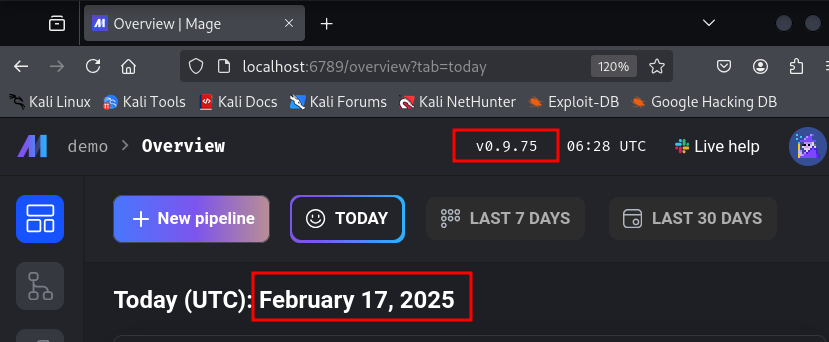 Overview | Mage
localhost:6789/overview?tab=today 120%
Kali Linux Kali Tools Kali Docs Kali Forums Kali NetHunter Exploit-DB Google Hacking DB
demo > Overview v0.9.75 06:28 UTC Live help
+ New pipeline TODAY LAST 7 DAYS LAST 30 DAYS
Today (UTC): February 17, 2025